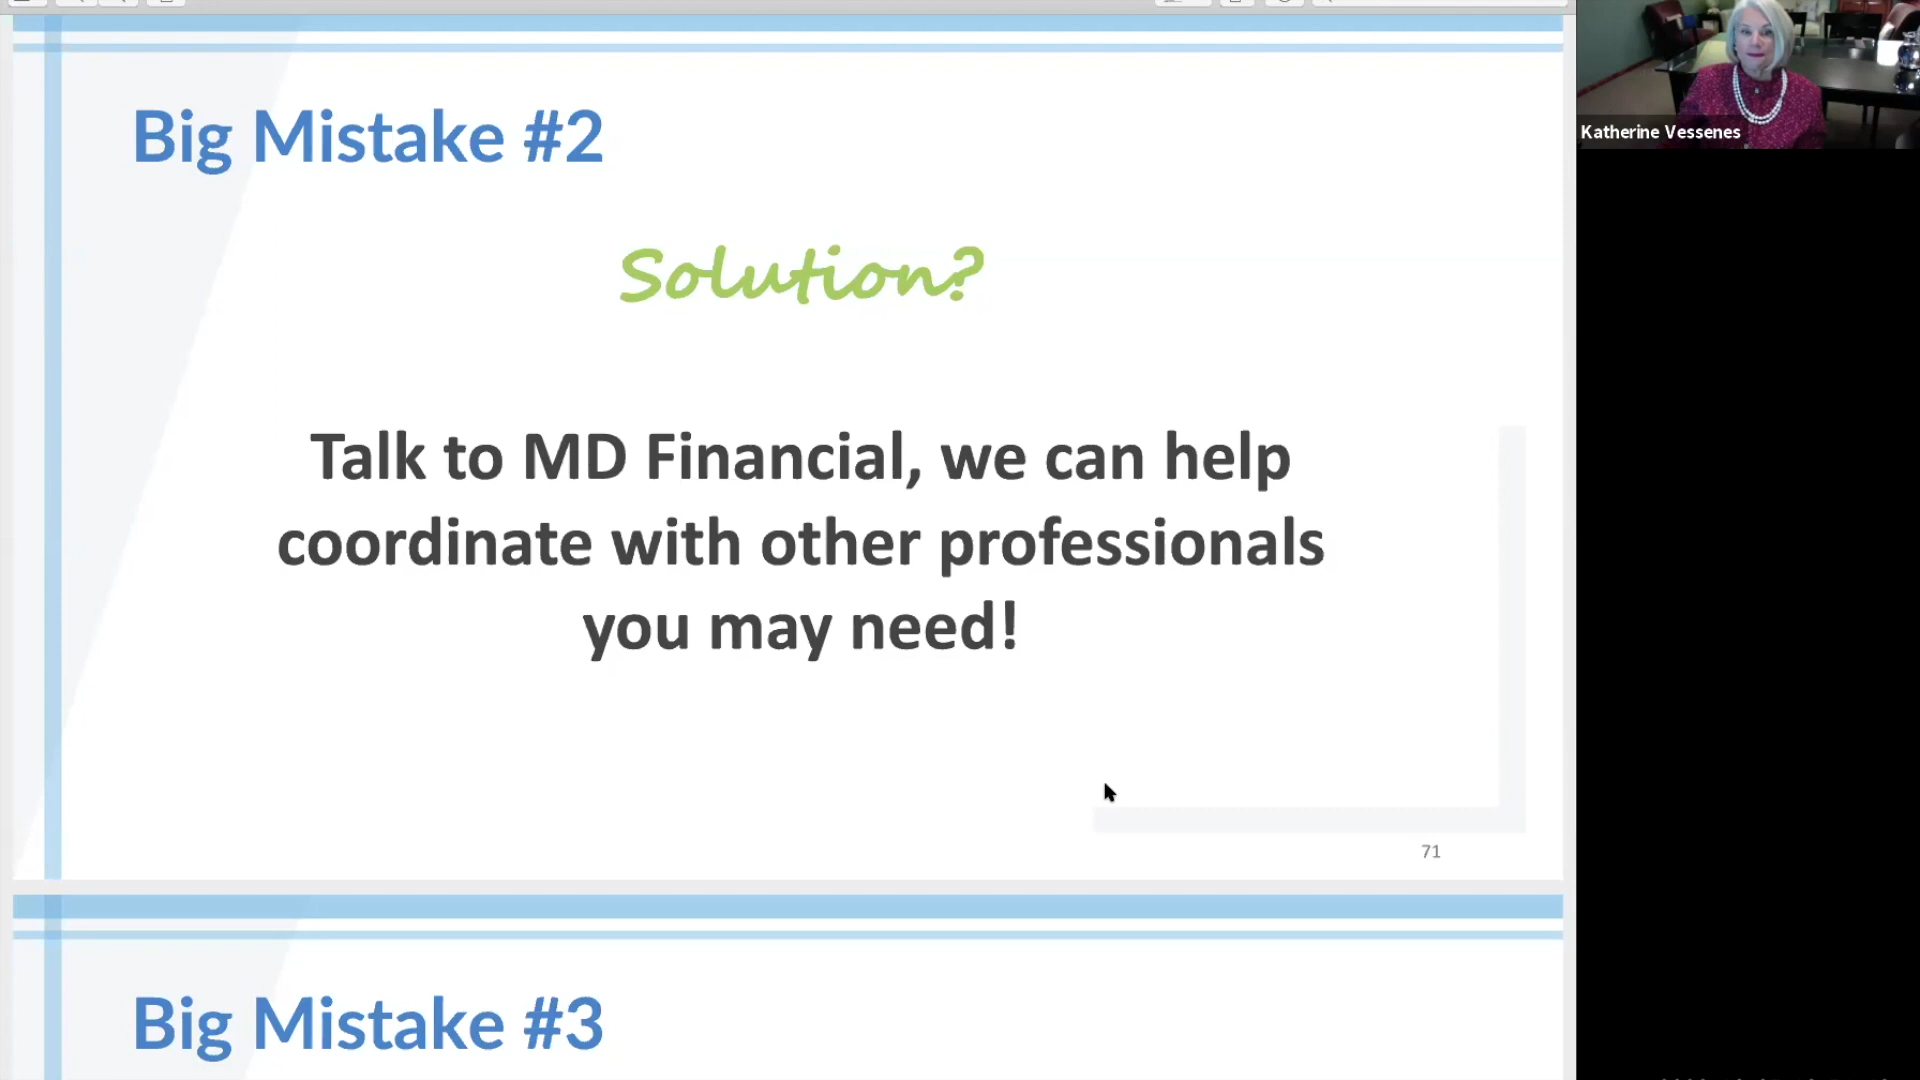 Big Mistake #2
Solution?
Talk to MD Financial, we can help
coordinate with other professionals
you may need!
71
Big Mistake #3
Katherine Vessenes